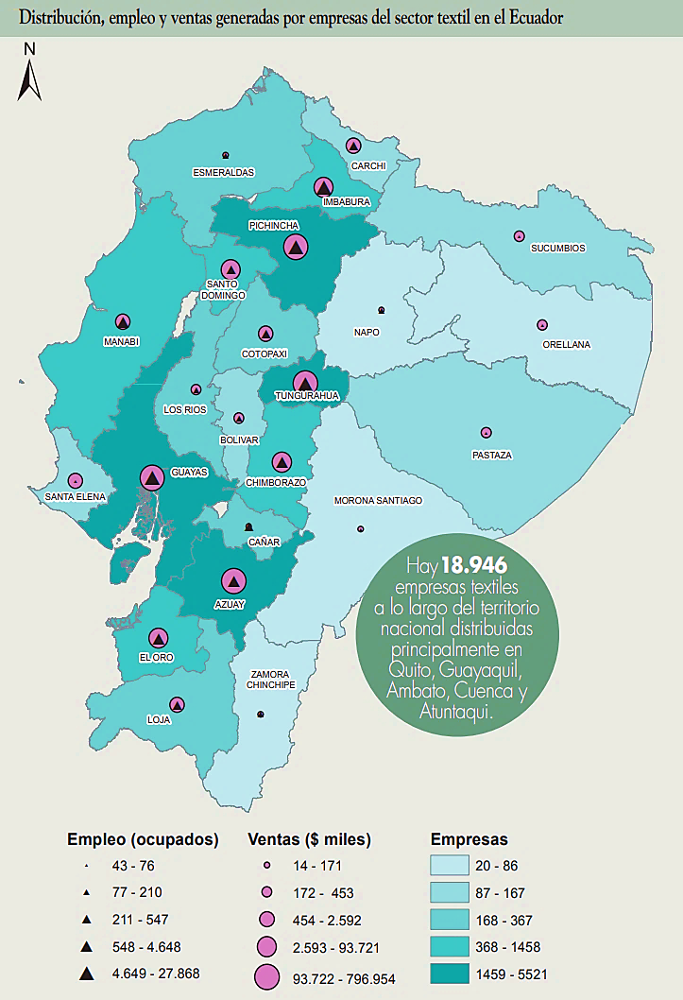 Distribución, empleo y ventas generadas por empresas del sector textil en el Ecuador
N
ESMERALDAS
CARCHI
IMBABURA
PICHINCHA
SUCUMBIOS
SANTO
DOMINGO
NAPO
MANABI
ORELLANA
COTOPAXI
TUNGURAHUA
LOS RIOS
BOLIVAR
PASTAZA
GUAYAS
CHIMBORAZO
SANTA ELENA
MORONA SANTIAGO
CAÑAR
AZUAY
Hay 18.946
empresas textiles
a lo largo del territorio
nacional distribuidas
principalmente en
Quito, Guayaquil,
Ambato, Cuenca y
Atuntaqui.
EL ORO
ZAMORA
CHINCHIPE
LOJA
Empleo (ocupados)
43 - 76
77 - 210
211 - 547
548 - 4.648
4.649 - 27.868
Ventas ($ miles)
14 - 171
172 - 453
454 - 2.592
2.593 - 93.721
93.722 - 796.954
Empresas
20 - 86
87 - 167
168 - 367
368 - 1458
1459 - 5521